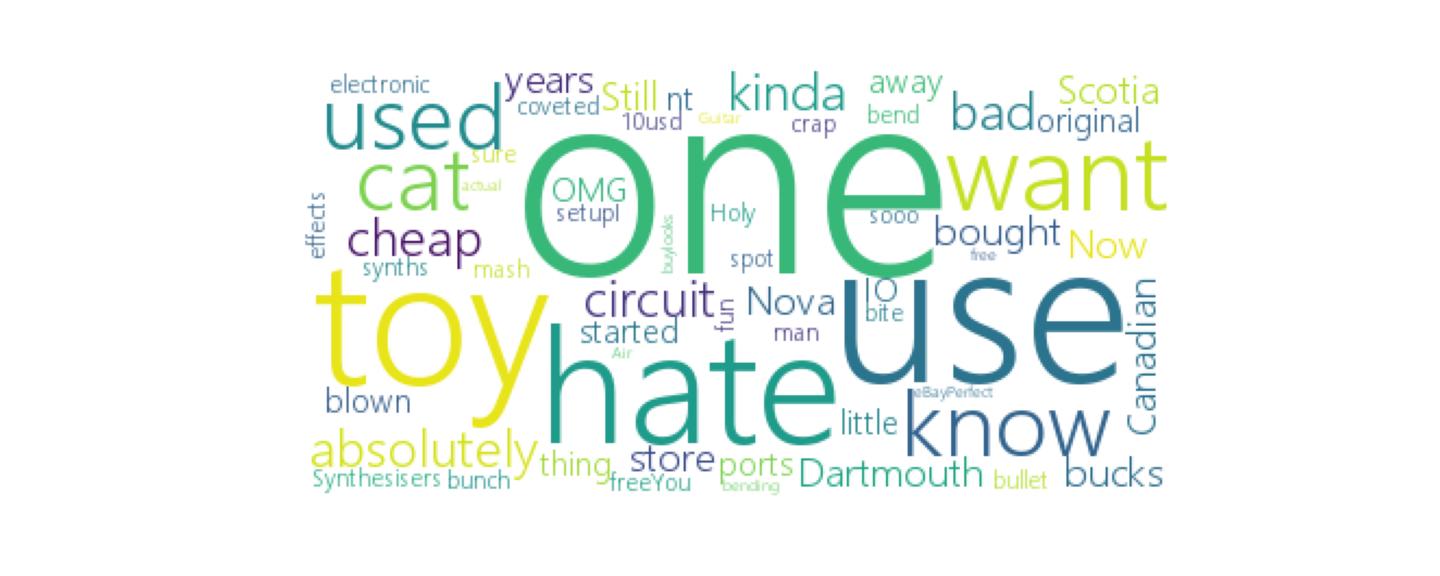 electronic
years
coveted
Still
nt
kinda
away
Scotia
used
10usd
Guitar
crap
bend
bad
original
one
cat
sure
actual
want
OMG
setupl
Holy
sooo
effects
cheap
buylooks
spot
bought
free
Now
synths
mash
toy
circuit
fun
Nova
IO
bite
use
Canadian
started
man
Air
hate
blown
eBayPerfect
little
know
absolutely
thing
store
ports
Dartmouth
bullet
bucks
Synthesisers
bunch
freeYou
bending